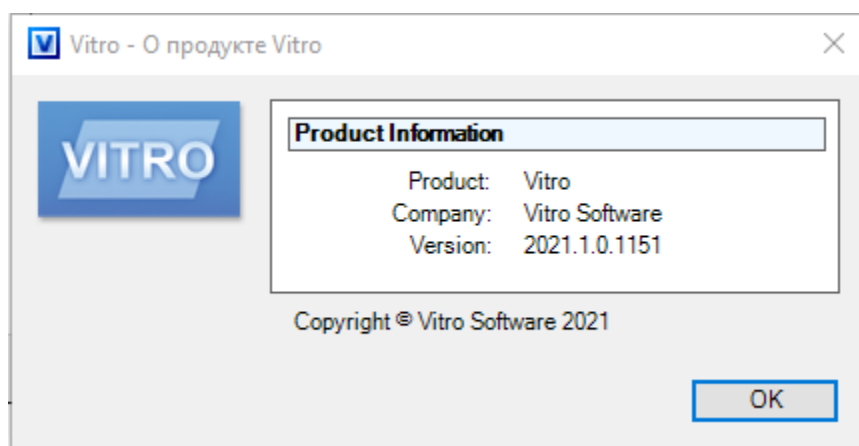 V Vitro - О продукте Vitro
VITRO
Product Information
Product: Vitro
Company: Vitro Software
Version: 2021.1.0.1151
Copyright © Vitro Software 2021
OK